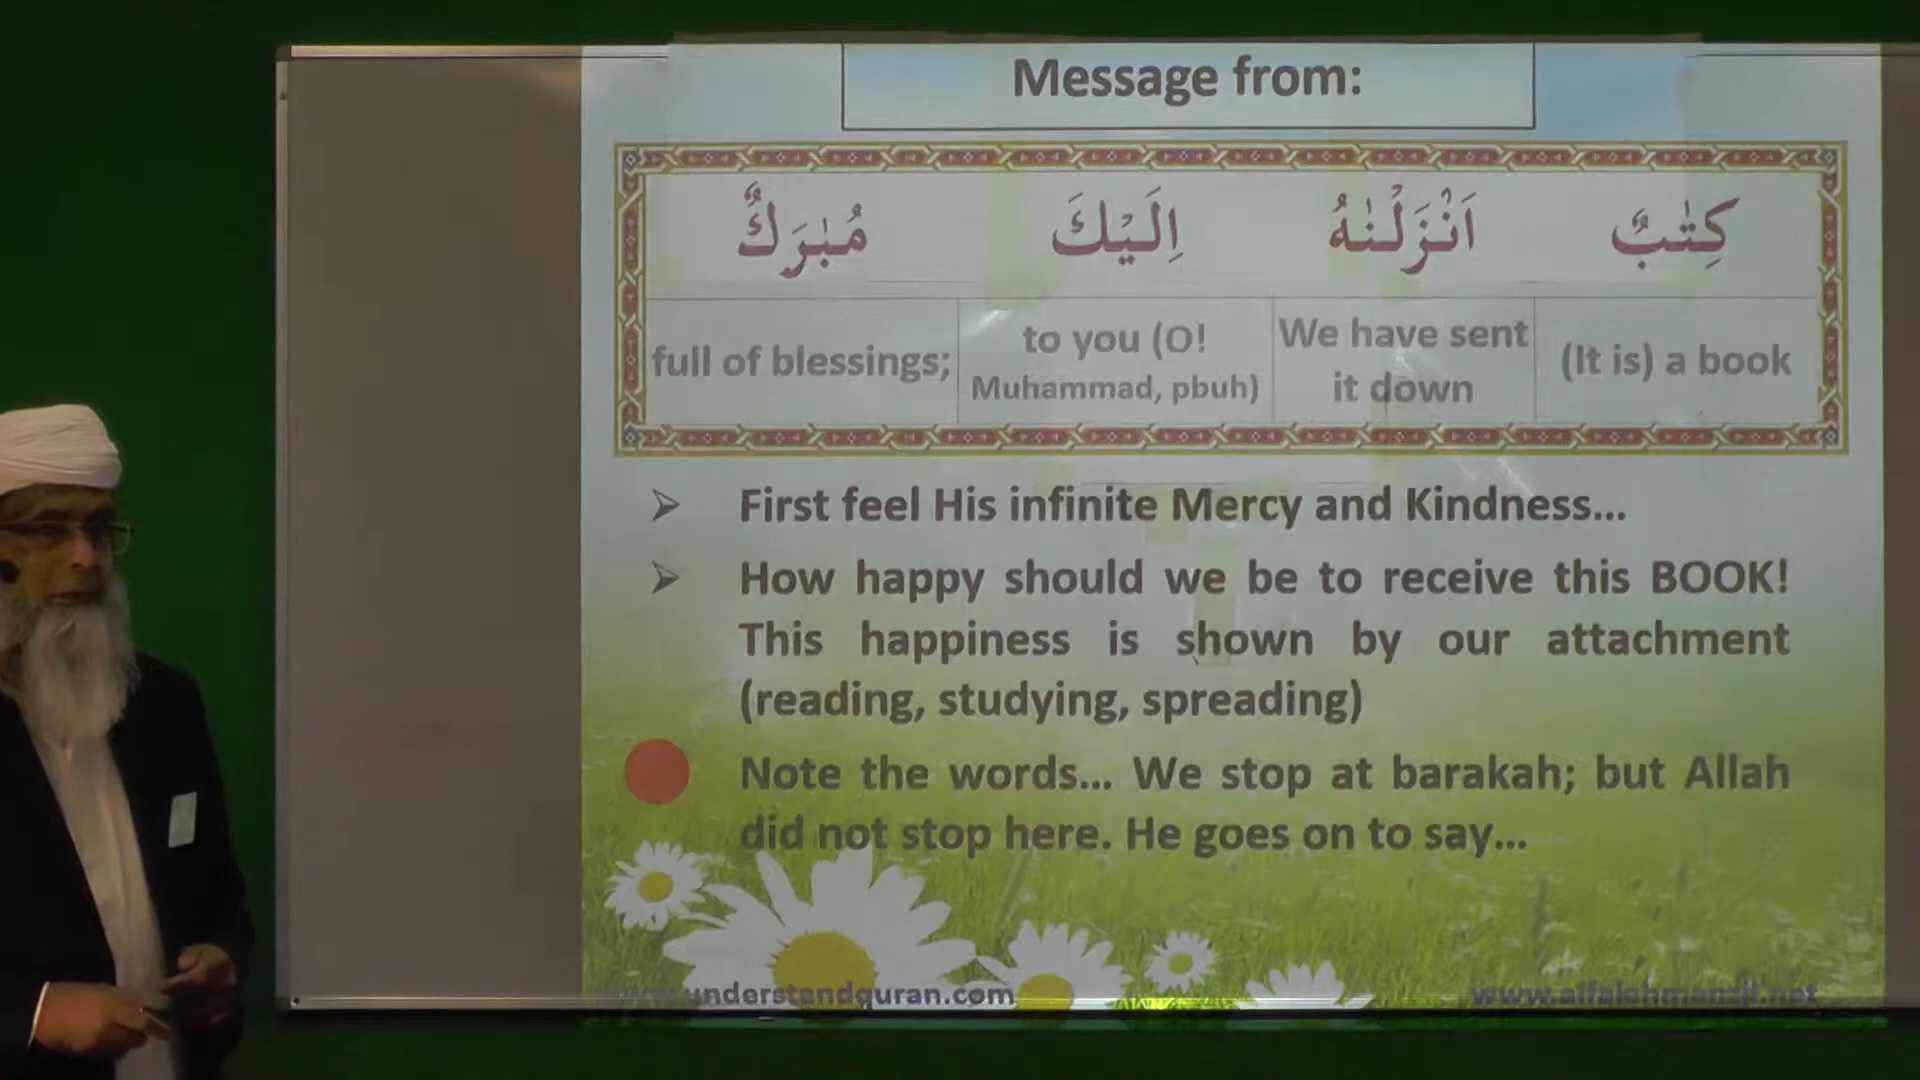 Message from:
كِتٰبٌ اَنْزَلْنٰهُ اِلَيْكَ مُبٰرَكٌ
(It is) a book
We have sent
it down
to you (O!
Muhammad, pbuh)
full of blessings;
➢ First feel His infinite Mercy and Kindness...
➢ How happy should we be to receive this BOOK!
This happiness is shown by our attachment
(reading, studying, spreading)
Note the words... We stop at barakah; but Allah
did not stop here. He goes on to say...
understandquran.com